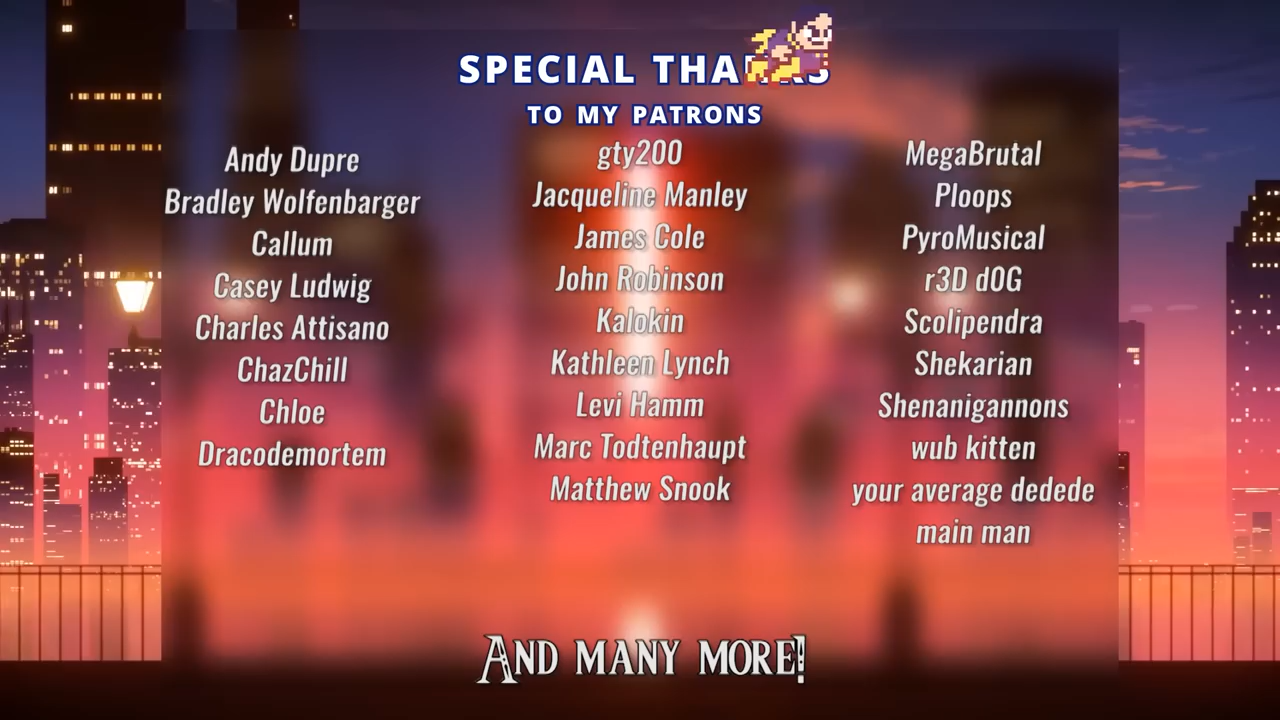 SPECIAL THANKS
TO MY PATRONS
Andy Dupre
Bradley Wolfenbarger
Callum
Casey Ludwig
Charles Attisano
ChazChill
Chloe
Dracodemortem
gty200
Jacqueline Manley
James Cole
John Robinson
Kalokin
Kathleen Lynch
Levi Hamm
Marc Todtenhaupt
Matthew Snook
MegaBrutal
Ploops
PyroMusical
r3D dOG
Scolipendra
Shekarian
Shenanigannons
wub kitten
your average dedede
main man
AND MANY MORE!